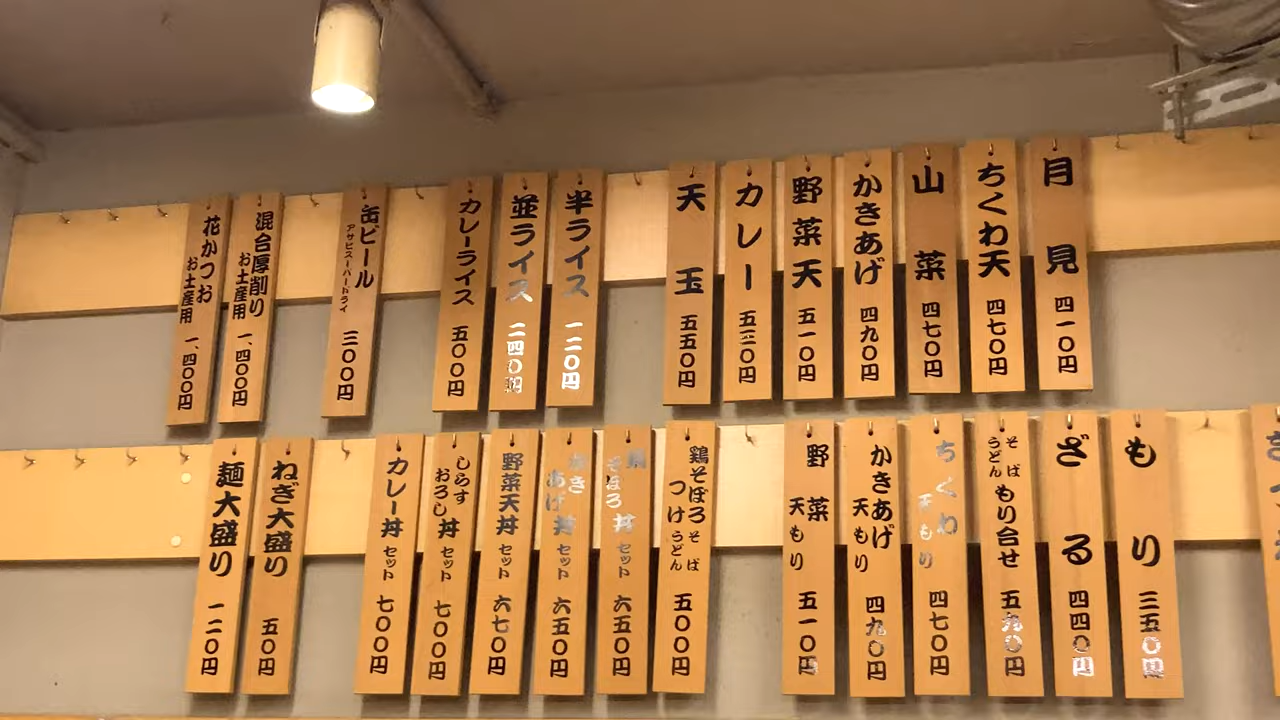 月見 四一〇円
ちくわ天 四七〇円
山菜 四七〇円
かきあげ 四九〇円
野菜天 五一〇円
カレー 五三〇円
天玉 五五〇円
半ライス 一二〇円
並ライス 二四〇円
カレーライス 五〇〇円
缶ビール アサヒスーパードライ 三〇〇円
混合厚削り お土産用 一、四〇〇円
花かつお お土産用 一、四〇〇円
もり 三五〇円
ざる 四四〇円
そば うどん もり合せ 五九〇円
ちくわ 天もり 四七〇円
かきあげ 天もり 四九〇円
野菜 天もり 五一〇円
鶏そぼろ つけ そば うどん 五〇〇円
鶏そぼろ丼 セット 六五〇円
かきあげ丼 セット 六五〇円
野菜天丼 セット 六七〇円
しらすおろし丼 セット 七〇〇円
カレー丼 セット 七〇〇円
ねぎ大盛り 五〇円
麺大盛り 一二〇円